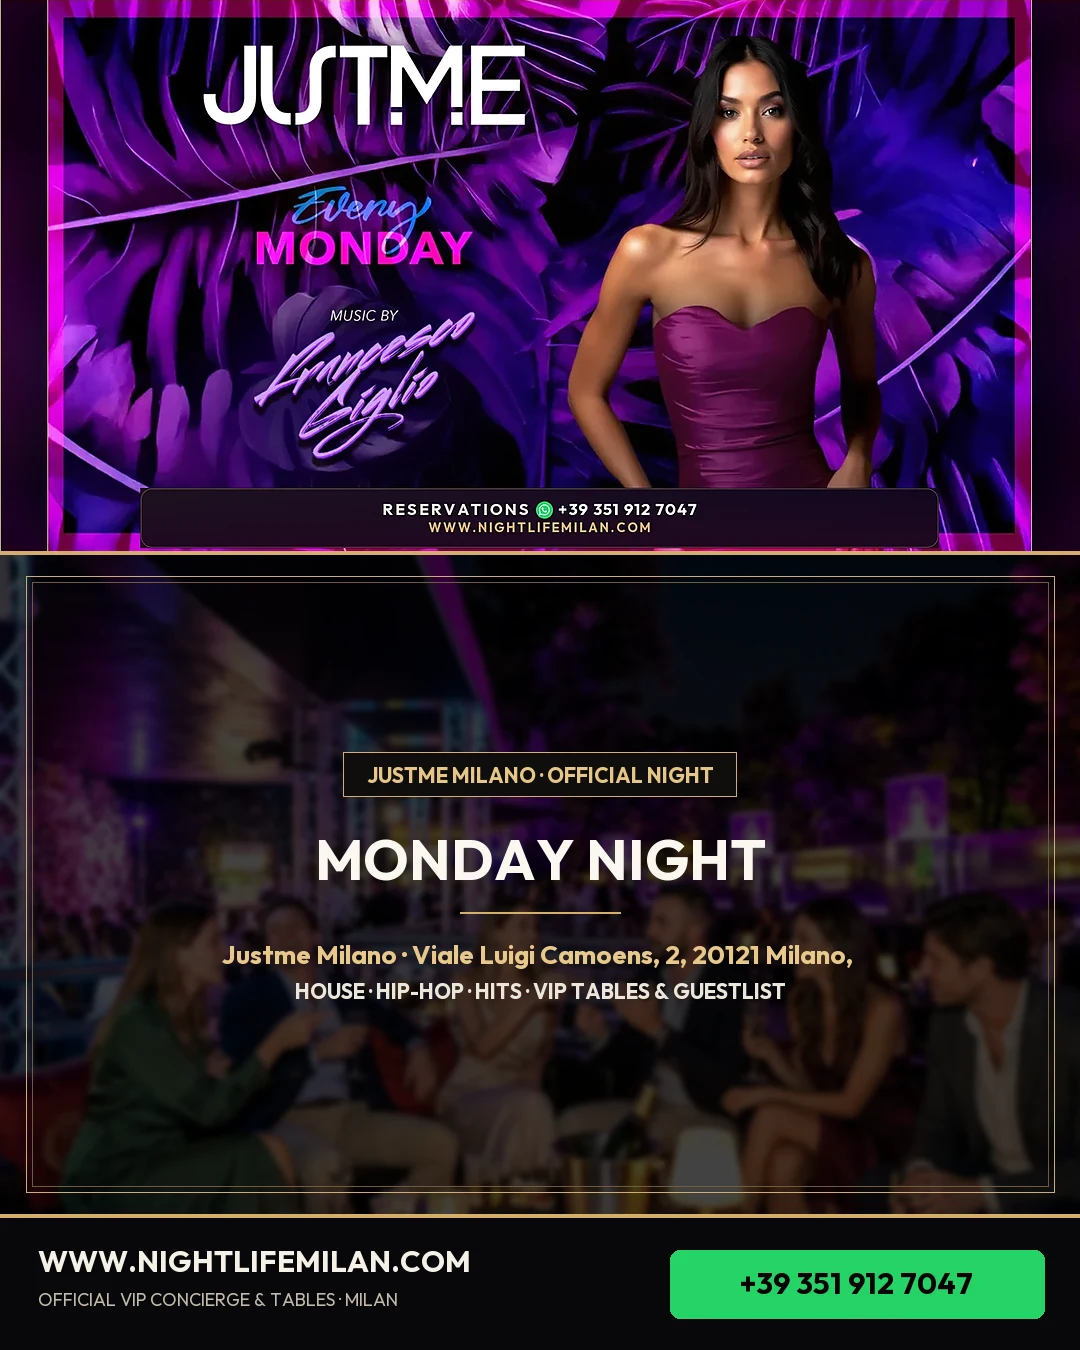 JUSTME
Every
MONDAY
MUSIC BY
Francesco
Giglio
RESERVATIONS +39 351 912 7047
WWW.NIGHTLIFEMILAN.COM
JUSTME MILANO · OFFICIAL NIGHT
MONDAY NIGHT
Justme Milano · Viale Luigi Camoens, 2, 20121 Milano,
HOUSE · HIP-HOP · HITS · VIP TABLES & GUESTLIST
WWW.NIGHTLIFEMILAN.COM
OFFICIAL VIP CONCIERGE & TABLES · MILAN
+39 351 912 7047